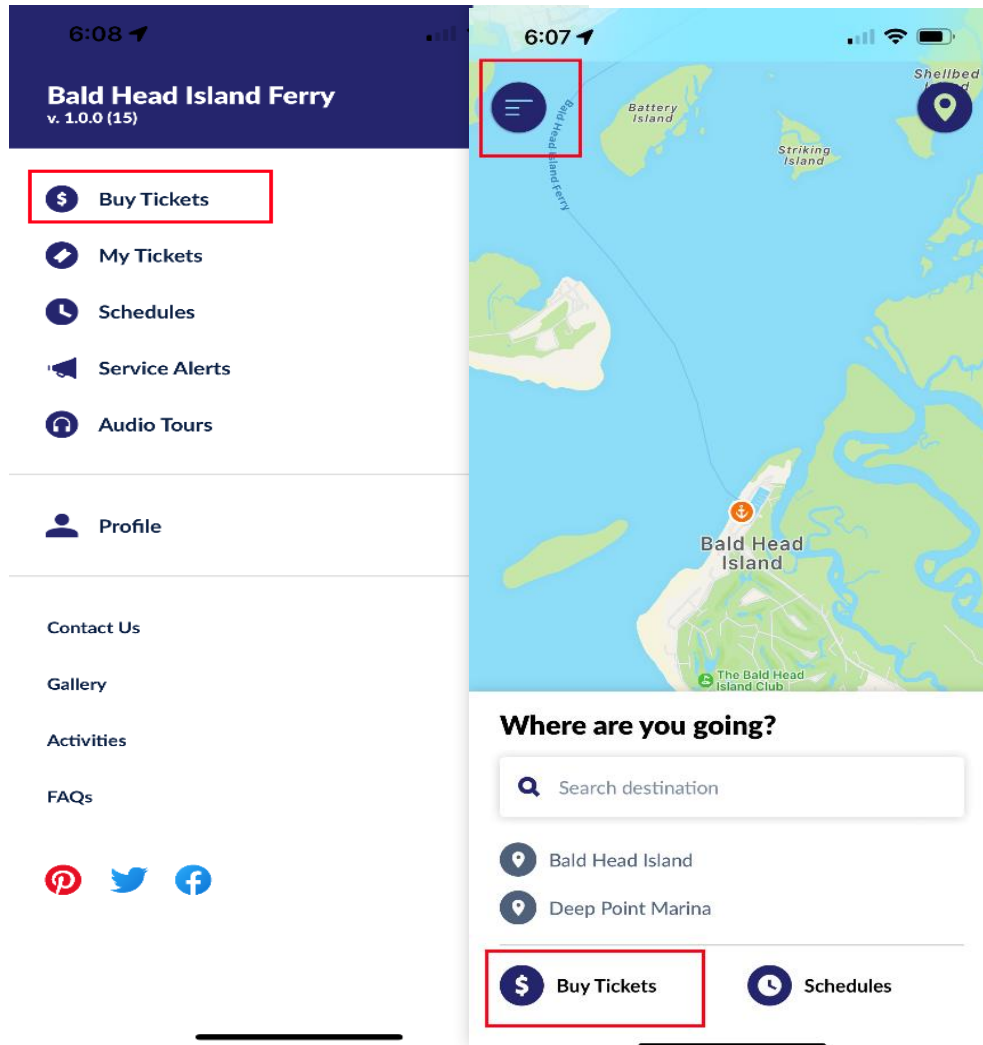 6:08
Bald Head Island Ferry
v. 1.0.0 (15)
Buy Tickets
My Tickets
Schedules
Service Alerts
Audio Tours
Profile
Contact Us
Gallery
Activities
FAQs
6:07
Shellbed
Battery
Island
Striking
Island
Bald Head Island Ferry
Bald Head
Island
The Bald Head
Island Club
Where are you going?
Search destination
Bald Head Island
Deep Point Marina
Buy Tickets
Schedules